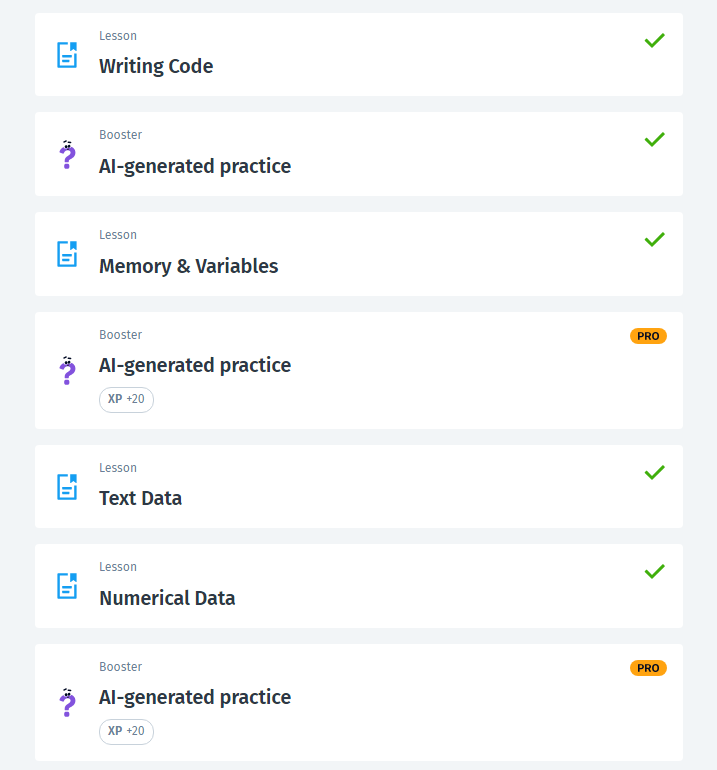 Lesson
Writing Code
Booster
AI-generated practice
Lesson
Memory & Variables
Booster
PRO
AI-generated practice
XP +20
Lesson
Text Data
Lesson
Numerical Data
Booster
PRO
AI-generated practice
XP +20